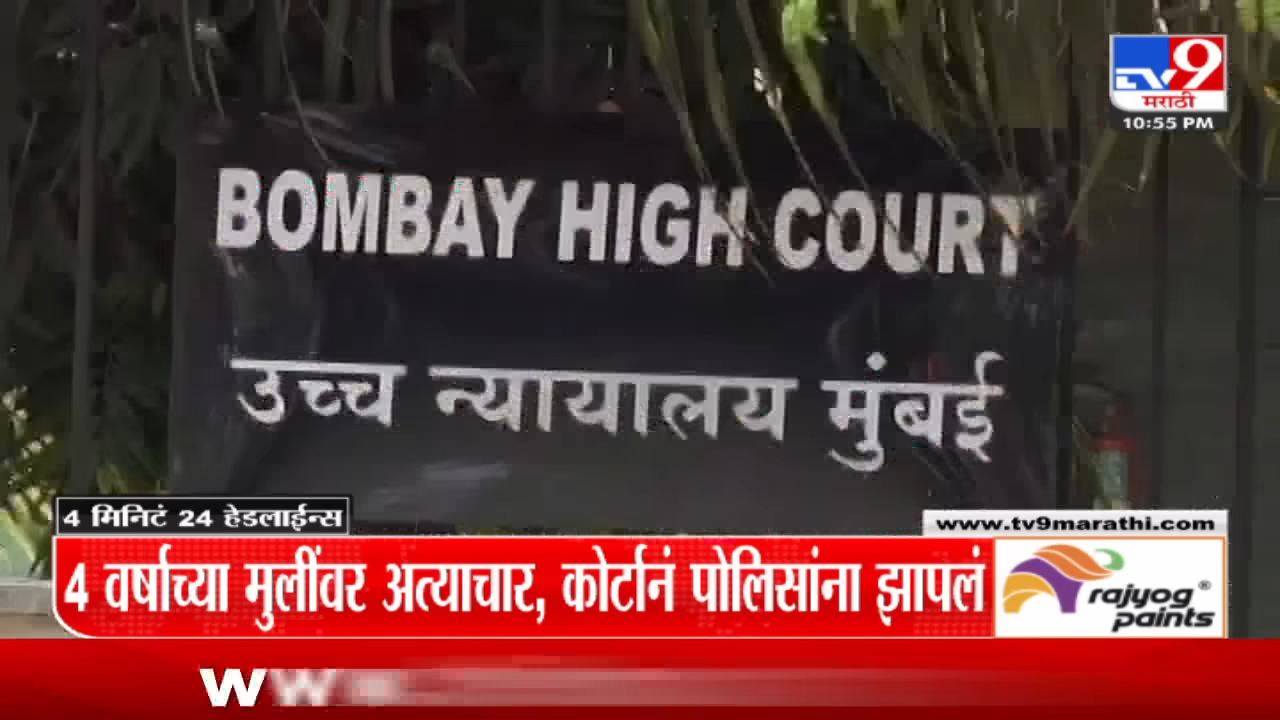 TV9
मराठी
10:55 PM
BOMBAY HIGH COURT
उच्च न्यायालय मुंबई
4 मिनिटं 24 हेडलाईन्स
www.tv9marathi.com
4 वर्षाच्या मुलींवर अत्याचार, कोर्टानं पोलिसांना झापलं
rajyog®
paints